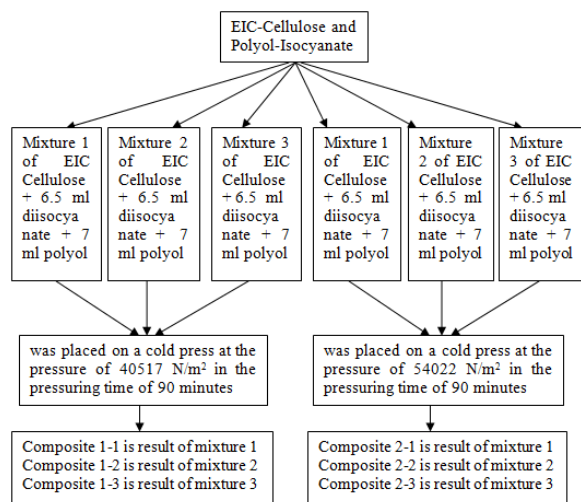 EIC-Cellulose and
Polyol-Isocyanate
Mixture 1
of EIC
Cellulose
+ 6.5 ml
diisocya
nate + 7
ml polyol
Mixture 2
of EIC
Cellulose
+ 6.5 ml
diisocya
nate + 7
ml polyol
Mixture 3
of EIC
Cellulose
+ 6.5 ml
diisocya
nate + 7
ml polyol
Mixture 1
of EIC
Cellulose
+ 6.5 ml
diisocya
nate + 7
ml polyol
Mixture
2 of EIC
Cellulose
+ 6.5 ml
diisocya
nate + 7
ml polyol
Mixture
3 of EIC
Cellulose
+ 6.5 ml
diisocya
nate + 7
ml polyol
was placed on a cold press at the
pressure of 40517 N/m² in the
pressuring time of 90 minutes
was placed on a cold press at the
pressure of 54022 N/m² in the
pressuring time of 90 minutes
Composite 1-1 is result of mixture 1
Composite 1-2 is result of mixture 2
Composite 1-3 is result of mixture 3
Composite 2-1 is result of mixture 1
Composite 2-2 is result of mixture 2
Composite 2-3 is result of mixture 3